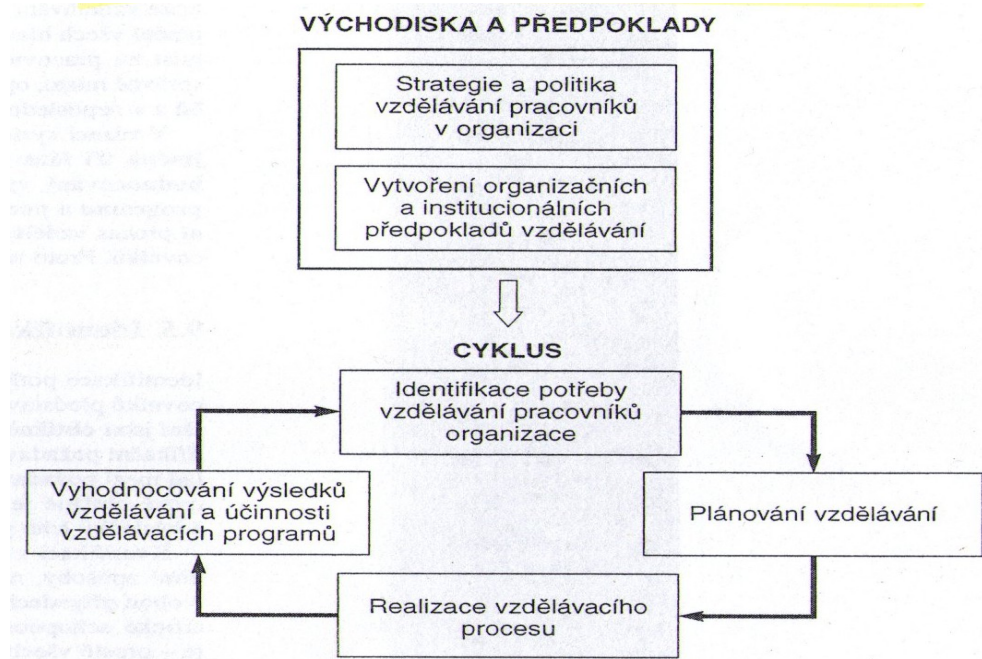 VÝCHODISKA A PŘEDPOKLADY
Strategie a politika
vzdělávání pracovníků
v organizaci
Vytvoření organizačních
a institucionálních
předpokladů vzdělávání
CYKLUS
Identifikace potřeby
vzdělávání pracovníků
organizace
Vyhodnocování výsledků
vzdělávání a účinnosti
vzdělávacích programů
Plánování vzdělávání
Realizace vzdělávacího
procesu